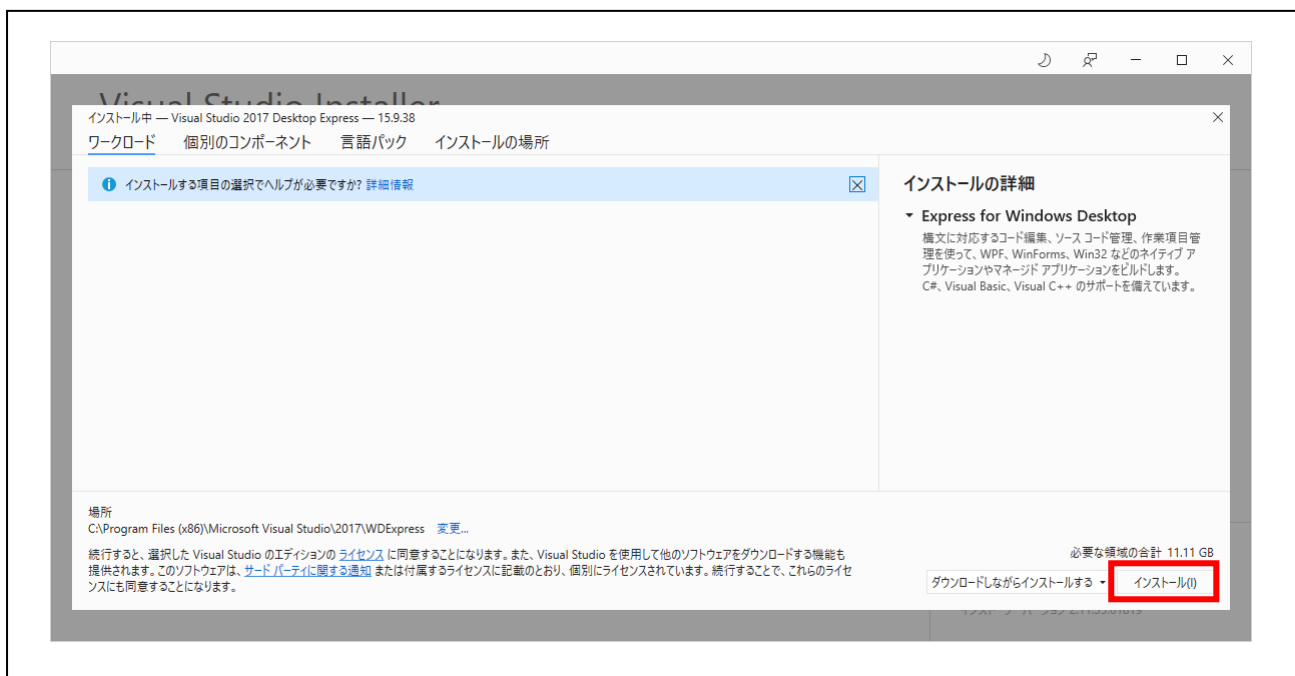 Visual Studio Installer
インストール中 — Visual Studio 2017 Desktop Express — 15.9.38
ワークロード 個別のコンポーネント 言語パック インストールの場所
インストールする項目の選択でヘルプが必要ですか? 詳細情報
インストールの詳細
Express for Windows Desktop
構文に対応するコード編集、ソース コード管理、作業項目管
理を使って、WPF、WinForms、Win32 などのネイティブ ア
プリケーションやマネージド アプリケーションをビルドします。
C#、Visual Basic、Visual C++ のサポートを備えています。
場所
C:\Program Files (x86)\Microsoft Visual Studio\2017\WDExpress 変更...
続行すると、選択した Visual Studio のエディションの ライセンス に同意することになります。また、Visual Studio を使用して他のソフトウェアをダウンロードする機能も
提供されます。このソフトウェアは、サード パーティに関する通知 または付属するライセンスに記載のとおり、個別にライセンスされています。続行することで、これらのライセ
ンスにも同意することになります。
必要な領域の合計 11.11 GB
ダウンロードしながらインストールする インストール(I)